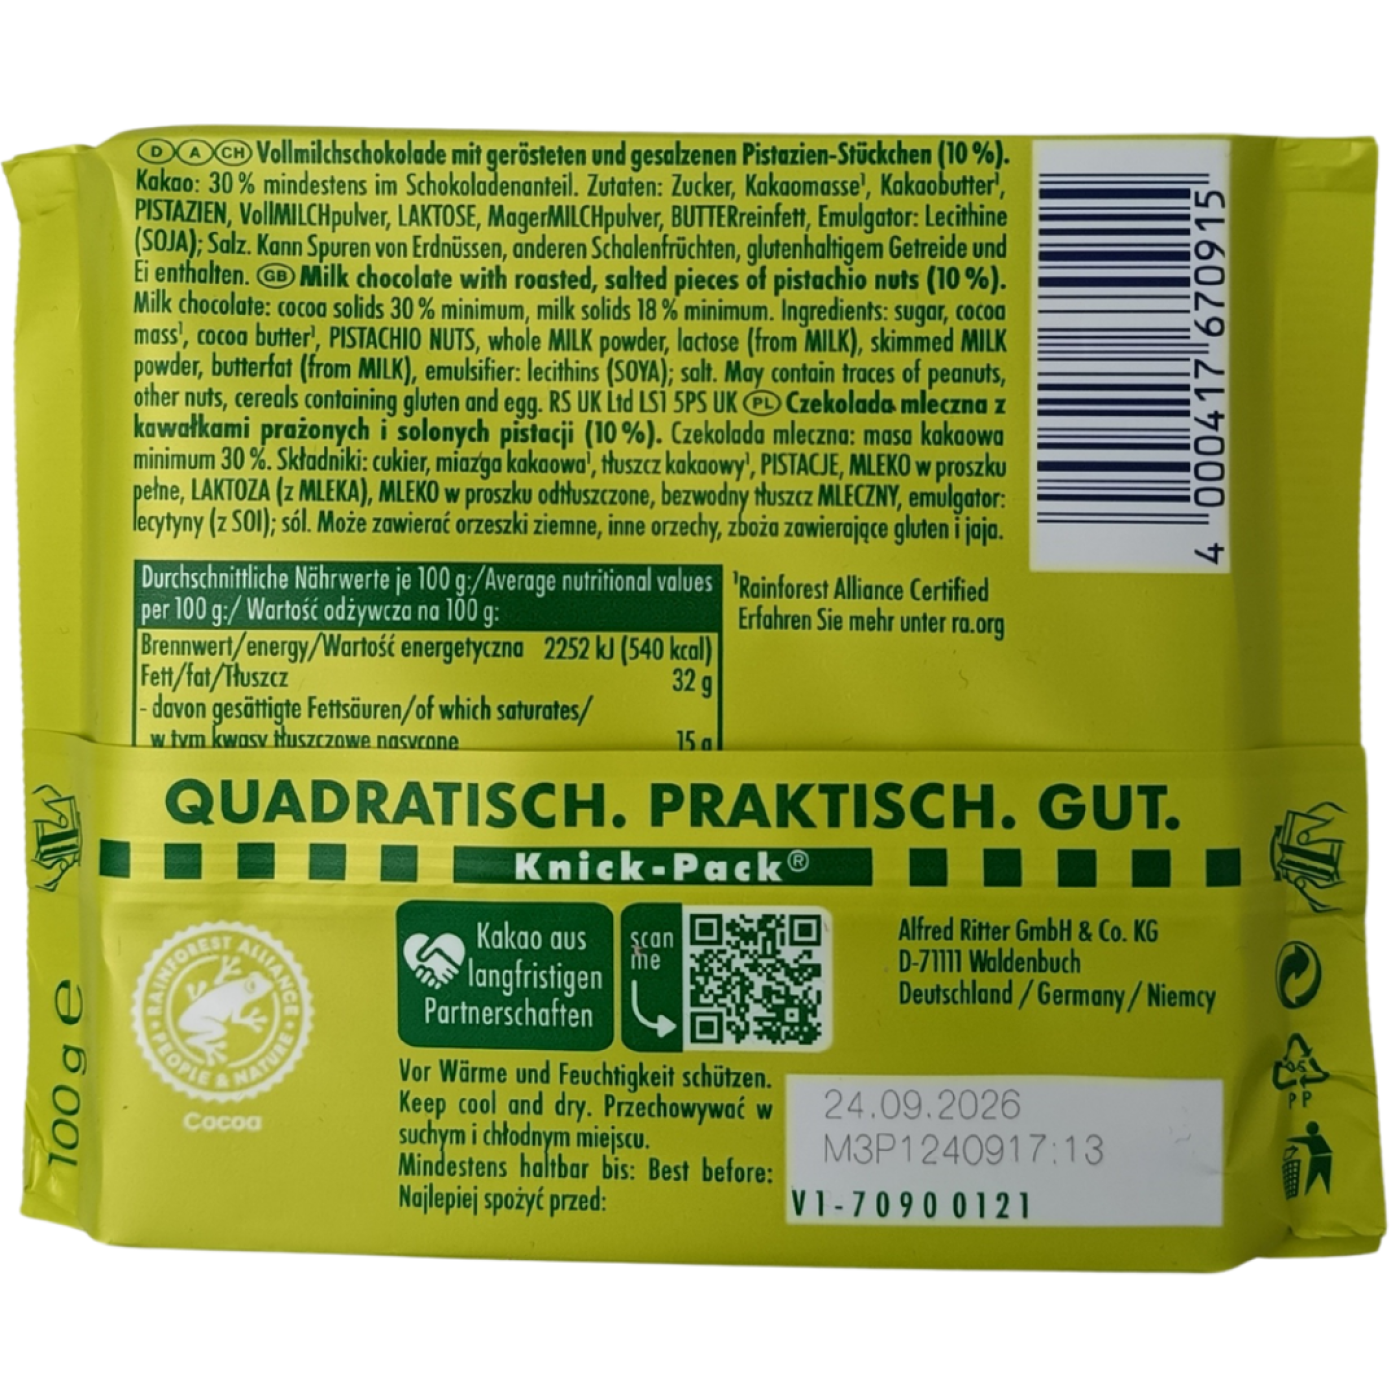 D A CH Vollmilchschokolade mit gerösteten und gesalzenen Pistazien-Stückchen (10 %).
Kakao: 30 % mindestens im Schokoladenanteil. Zutaten: Zucker, Kakaomasse¹, Kakaobutter¹,
PISTAZIEN, VollMILCHpulver, LAKTOSE, MagerMILCHpulver, BUTTERreinfett, Emulgator: Lecithine
(SOJA); Salz. Kann Spuren von Erdnüssen, anderen Schalenfrüchten, glutenhaltigem Getreide und
Ei enthalten. GB Milk chocolate with roasted, salted pieces of pistachio nuts (10 %).
Milk chocolate: cocoa solids 30 % minimum, milk solids 18 % minimum. Ingredients: sugar, cocoa
mass¹, cocoa butter¹, PISTACHIO NUTS, whole MILK powder, lactose (from MILK), skimmed MILK
powder, butterfat (from MILK), emulsifier: lecithins (SOYA); salt. May contain traces of peanuts,
other nuts, cereals containing gluten and egg. RS UK Ltd LS1 5PS UK PL Czekolada mleczna z
kawałkami prażonych i solonych pistacji (10 %). Czekolada mleczna: masa kakaowa
minimum 30 %. Składniki: cukier, miazga kakaowa¹, tłuszcz kakaowy¹, PISTACJE, MLEKO w proszku
pełne, LAKTOZA (z MLEKA), MLEKO w proszku odtłuszczone, bezwodny tłuszcz MLECZNY, emulgator:
lecytyny (z SOI); sól. Może zawierać orzeszki ziemne, inne orzechy, zboża zawierające gluten i jaja.
4 000417 670915
Durchschnittliche Nährwerte je 100 g:/Average nutritional values
per 100 g:/ Wartość odżywcza na 100 g:
Brennwert/energy/Wartość energetyczna 2252 kJ (540 kcal)
Fett/fat/Tłuszcz 32 g
- davon gesättigte Fettsäuren/of which saturates/
w tym kwasy tłuszczowe nasycone 15 g
¹Rainforest Alliance Certified
Erfahren Sie mehr unter ra.org
QUADRATISCH. PRAKTISCH. GUT.
Knick-Pack®
100 g e
RAINFOREST ALLIANCE
PEOPLE & NATURE
Cocoa
Kakao aus
langfristigen
Partnerschaften
scan
me
Alfred Ritter GmbH & Co. KG
D-71111 Waldenbuch
Deutschland / Germany / Niemcy
Vor Wärme und Feuchtigkeit schützen.
Keep cool and dry. Przechowywać w
suchym i chłodnym miejscu.
Mindestens haltbar bis: Best before:
Najlepiej spożyć przed:
24.09.2026
M3P1240917:13
V1-7090 0121
05
PP